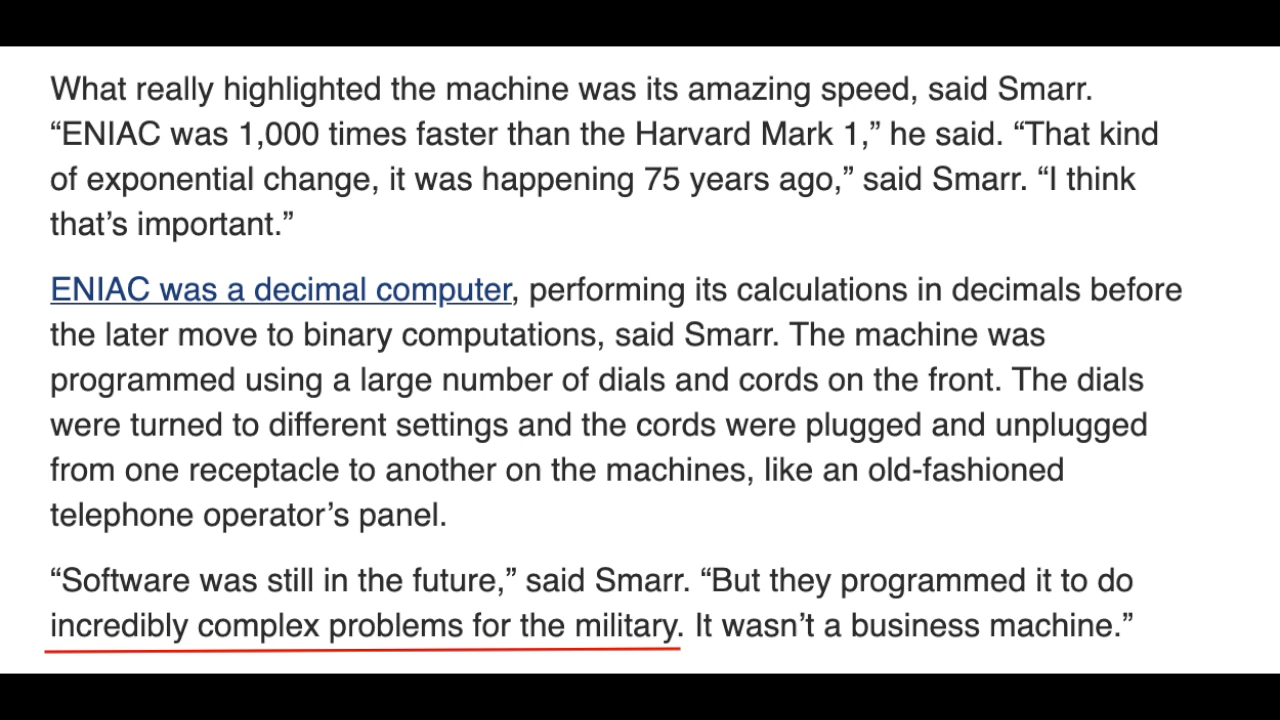 What really highlighted the machine was its amazing speed, said Smarr.
“ENIAC was 1,000 times faster than the Harvard Mark 1,” he said. “That kind
of exponential change, it was happening 75 years ago,” said Smarr. “I think
that’s important.”
ENIAC was a decimal computer, performing its calculations in decimals before
the later move to binary computations, said Smarr. The machine was
programmed using a large number of dials and cords on the front. The dials
were turned to different settings and the cords were plugged and unplugged
from one receptacle to another on the machines, like an old-fashioned
telephone operator’s panel.
“Software was still in the future,” said Smarr. “But they programmed it to do
incredibly complex problems for the military. It wasn’t a business machine.”